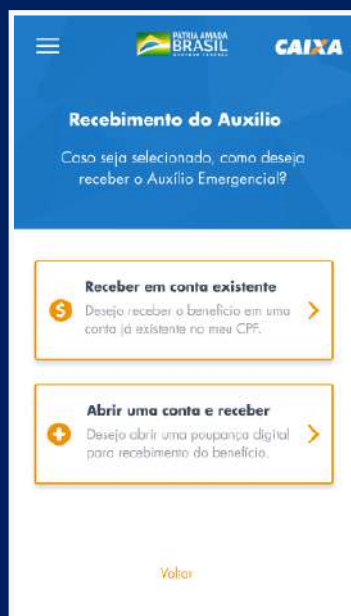 PÁTRIA AMADA
BRASIL
CAIXA
Recebimento do Auxílio
Caso seja selecionado, como deseja
receber o Auxílio Emergencial?
Receber em conta existente
Desejo receber o benefício em uma
conta já existente no meu CPF.
Abrir uma conta e receber
Desejo abrir uma poupança digital
para recebimento do benefício.
Voltar